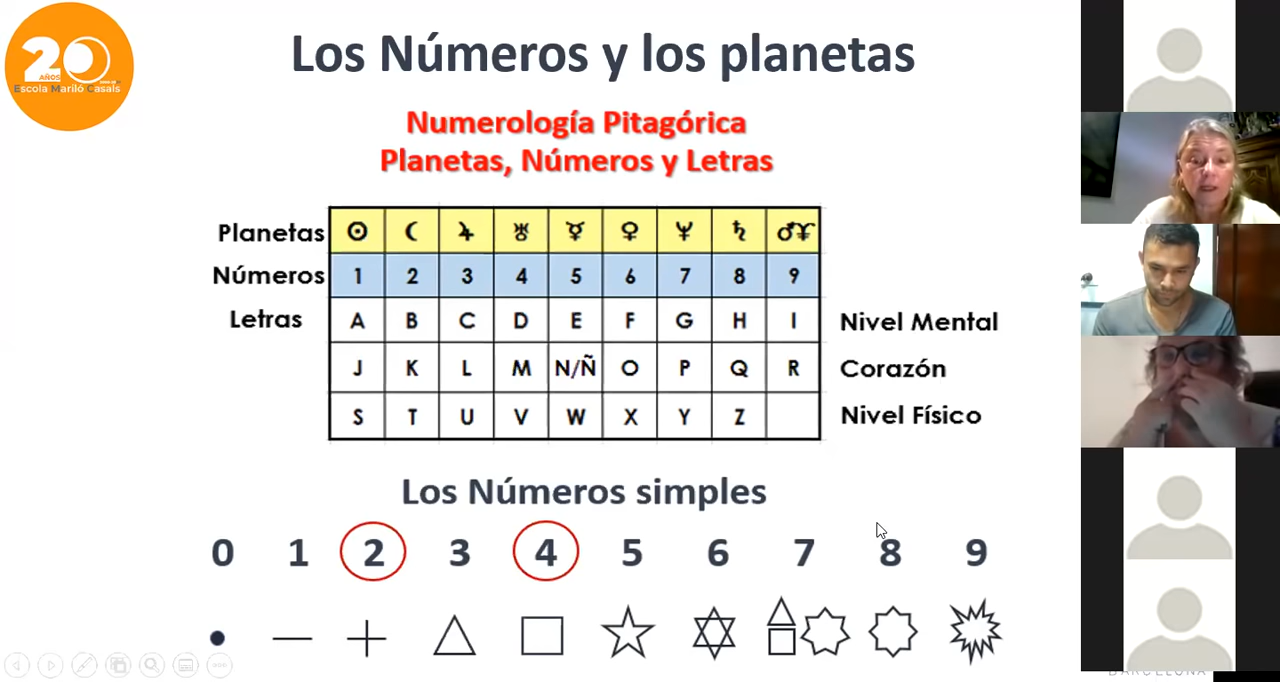 20
AÑOS
Escola Mariló Casals
Los Números y los planetas
Numerología Pitagórica
Planetas, Números y Letras
Planetas ☉ ☾ ♃ ♅ ☿ ♀ ♆ ♄ ♂♈
Números 1 2 3 4 5 6 7 8 9
Letras A B C D E F G H I Nivel Mental
J K L M N/Ñ O P Q R Corazón
S T U V W X Y Z Nivel Físico
Los Números simples
0 1 2 3 4 5 6 7 8 9
BARCELONA